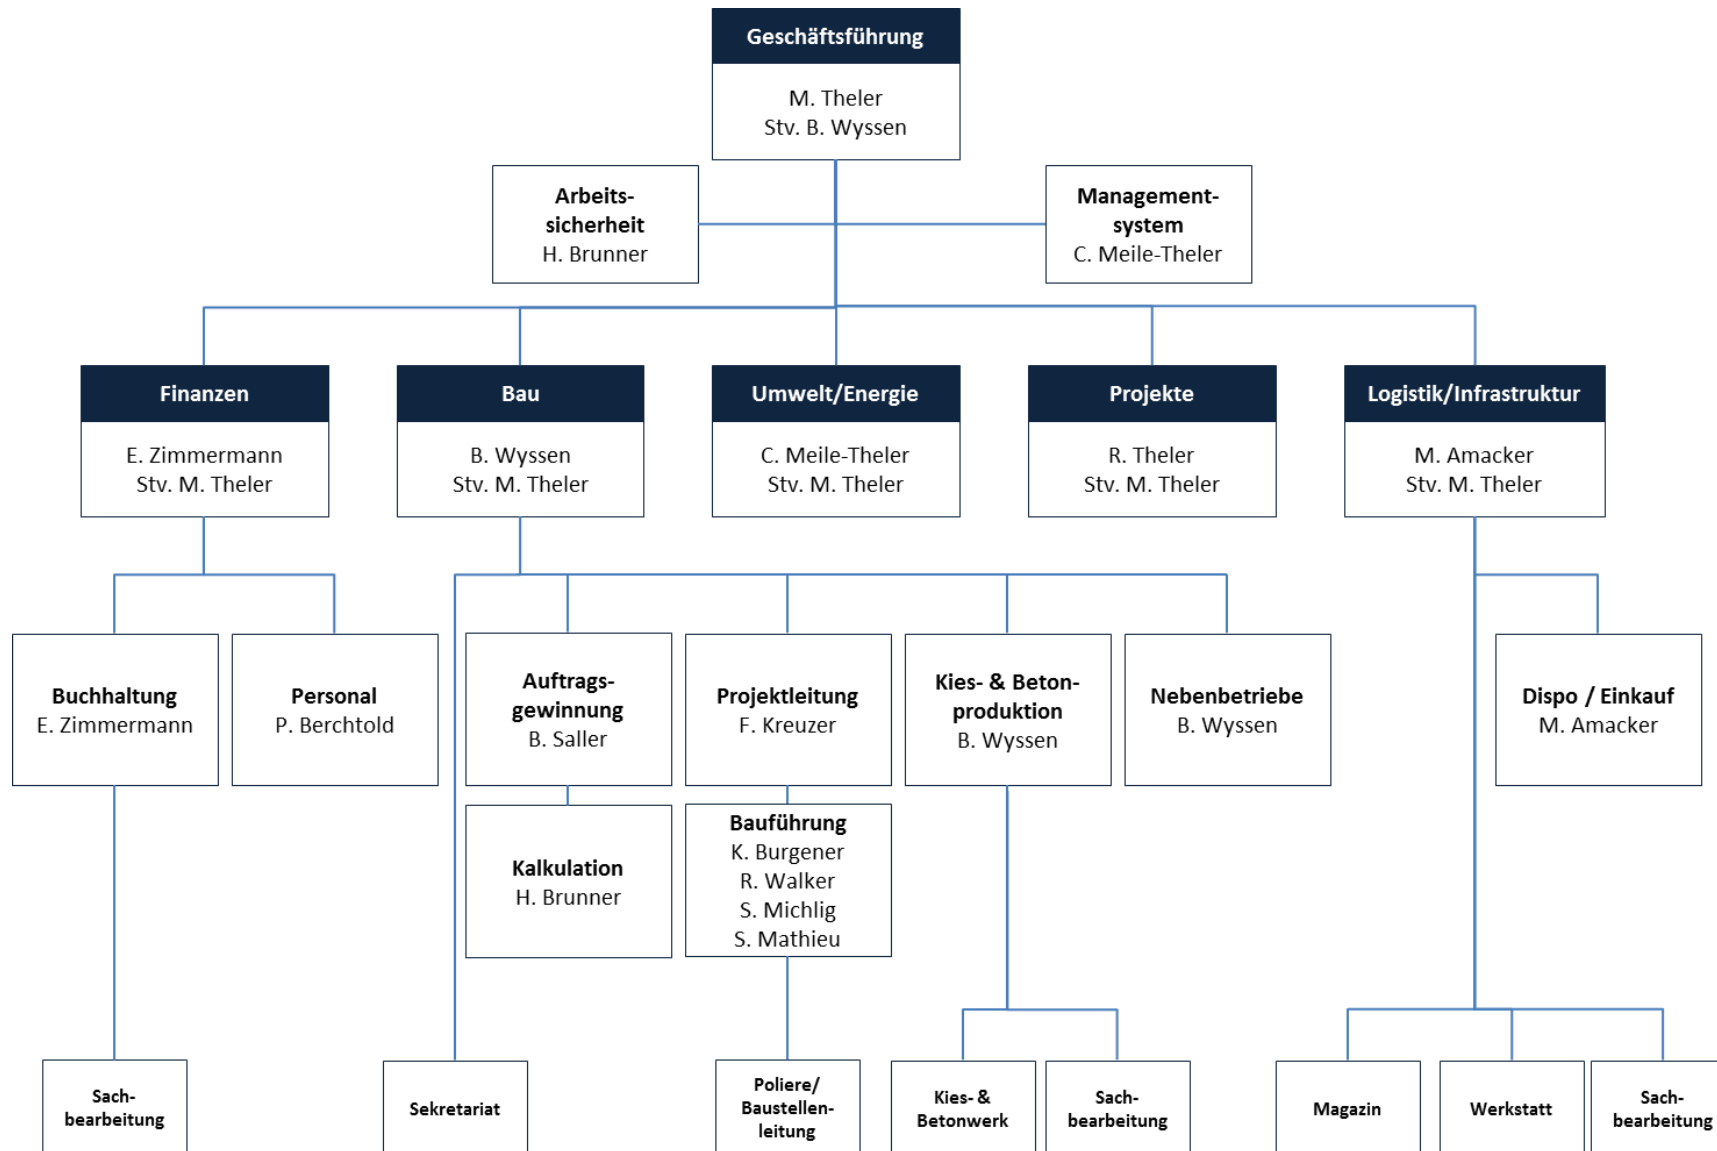 Geschäftsführung
M. Theler
Stv. B. Wyssen
Arbeits-
sicherheit
H. Brunner
Management-
system
C. Meile-Theler
Finanzen
E. Zimmermann
Stv. M. Theler
Bau
B. Wyssen
Stv. M. Theler
Umwelt/Energie
C. Meile-Theler
Stv. M. Theler
Projekte
R. Theler
Stv. M. Theler
Logistik/Infrastruktur
M. Amacker
Stv. M. Theler
Buchhaltung
E. Zimmermann
Personal
P. Berchtold
Auftrags-
gewinnung
B. Saller
Projektleitung
F. Kreuzer
Kies- & Beton-
produktion
B. Wyssen
Nebenbetriebe
B. Wyssen
Dispo / Einkauf
M. Amacker
Kalkulation
H. Brunner
Bauführung
K. Burgener
R. Walker
S. Michlig
S. Mathieu
Sach-
bearbeitung
Sekretariat
Poliere/
Baustellen-
leitung
Kies- &
Betonwerk
Sach-
bearbeitung
Magazin
Werkstatt
Sach-
bearbeitung